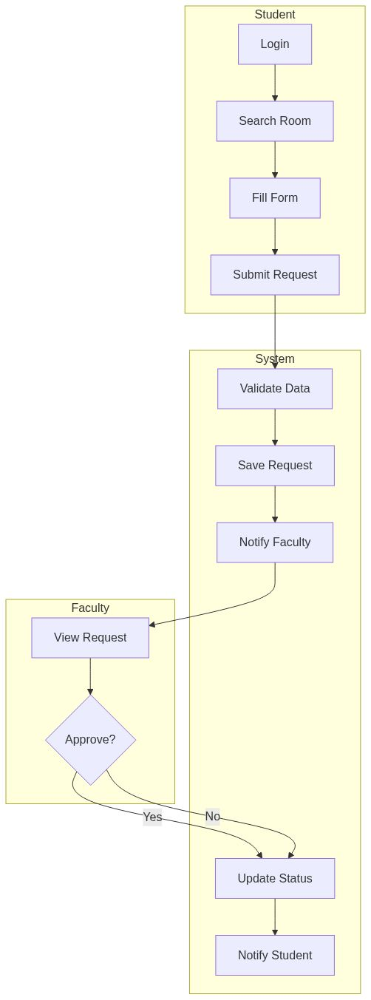 Student
Login
Search Room
Fill Form
Submit Request
System
Validate Data
Save Request
Notify Faculty
Faculty
View Request
Approve?
Yes
No
Update Status
Notify Student